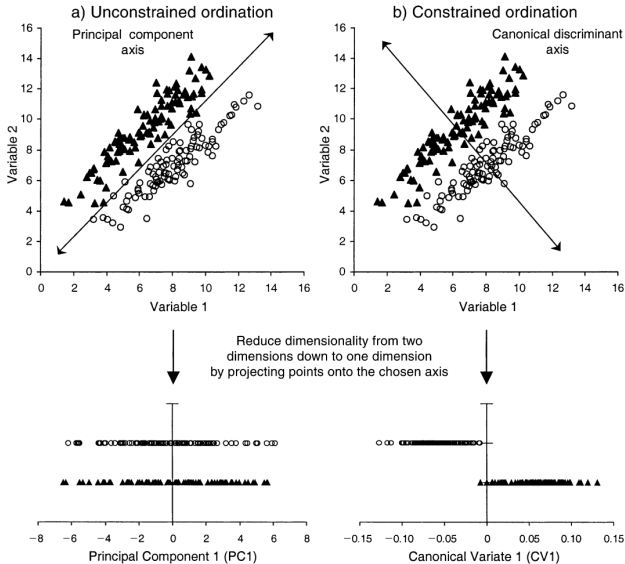 a) Unconstrained ordination
Principal component
axis
16
14
12
10
8
6
4
2
0
Variable 2
0 2 4 6 8 10 12 14 16
Variable 1
b) Constrained ordination
Canonical discriminant
axis
16
14
12
10
8
6
4
2
0
Variable 2
0 2 4 6 8 10 12 14 16
Variable 1
Reduce dimensionality from two
dimensions down to one dimension
by projecting points onto the chosen axis
−8 −6 −4 −2 0 2 4 6 8
Principal Component 1 (PC1)
−0.15 −0.10 −0.05 0 0.05 0.10 0.15
Canonical Variate 1 (CV1)